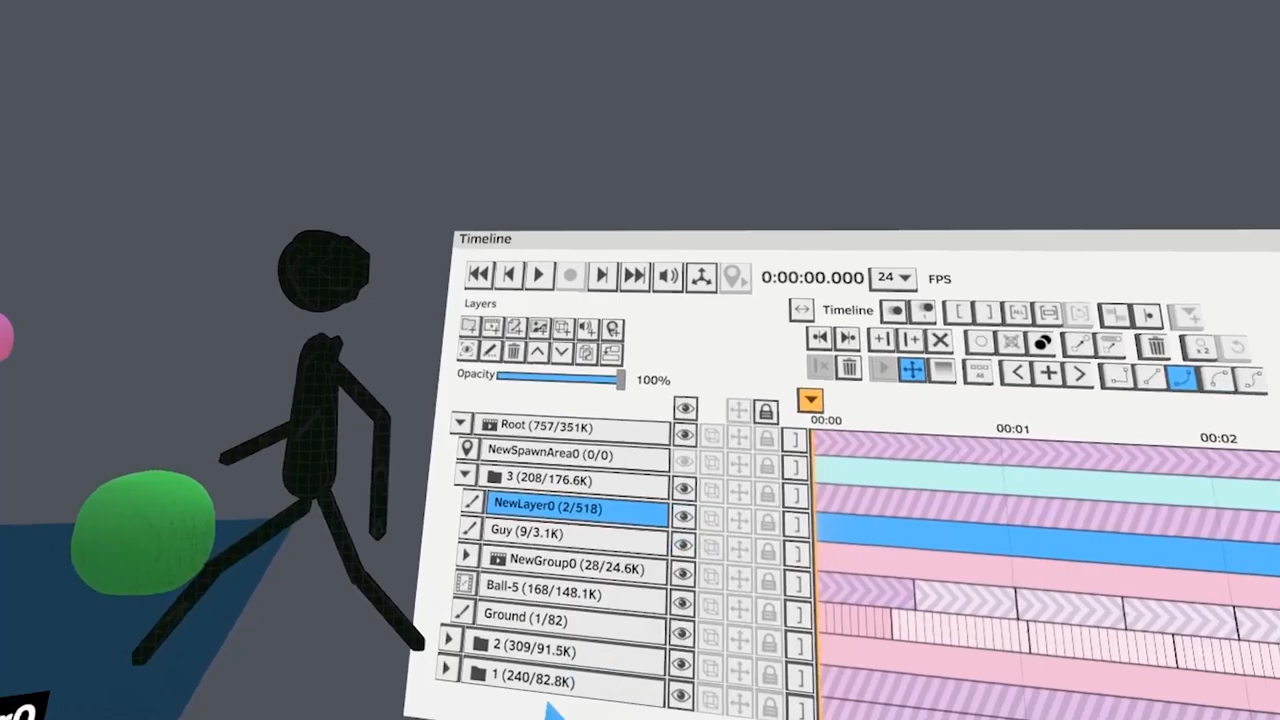 Timeline
0:00:00.000
24
FPS
Layers
Timeline
Opacity
100%
00:00
00:01
00:02
Root (757/351K)
NewSpawnArea0 (0/0)
3 (208/176.6K)
NewLayer0 (2/518)
Guy (9/3.1K)
NewGroup0 (28/24.6K)
Ball-5 (168/148.1K)
Ground (1/82)
2 (309/91.5K)
1 (240/82.8K)